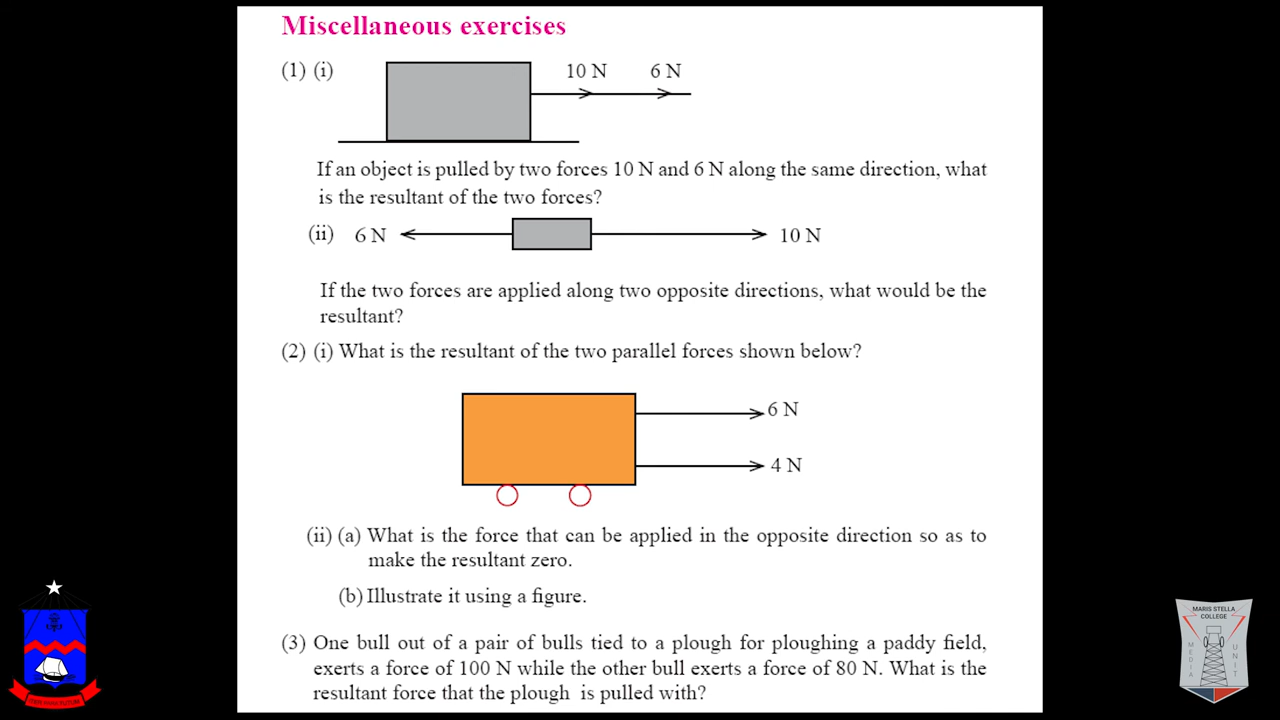 Miscellaneous exercises
(1) (i)
10 N 6 N
If an object is pulled by two forces 10 N and 6 N along the same direction, what
is the resultant of the two forces?
(ii) 6 N 10 N
If the two forces are applied along two opposite directions, what would be the
resultant?
(2) (i) What is the resultant of the two parallel forces shown below?
6 N
4 N
(ii) (a) What is the force that can be applied in the opposite direction so as to
make the resultant zero.
(b) Illustrate it using a figure.
(3) One bull out of a pair of bulls tied to a plough for ploughing a paddy field,
exerts a force of 100 N while the other bull exerts a force of 80 N. What is the
resultant force that the plough is pulled with?
MARIS STELLA
COLLEGE
MEDIA
UNIT